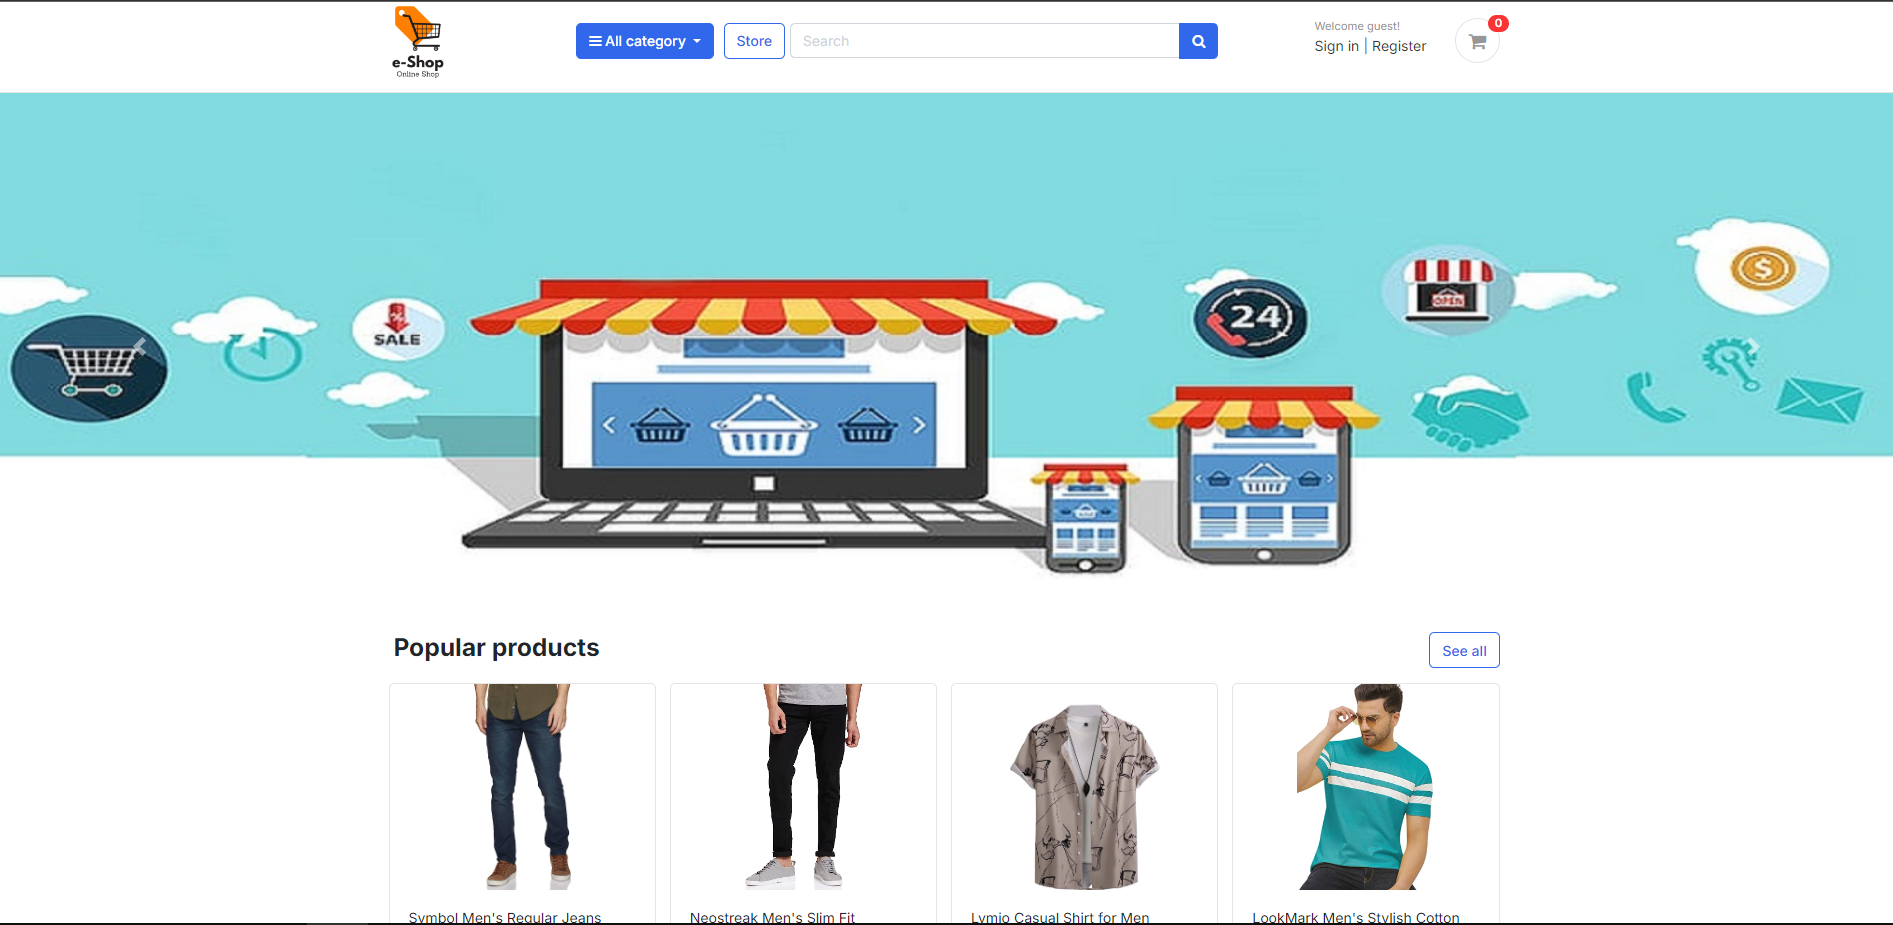 e-Shop
Online Shop
All category
Store
Search
Welcome guest!
Sign in | Register
0
SALE
%
24
OPEN
$
Popular products
See all
Symbol Men's Regular Jeans
Neostreak Men's Slim Fit
Lymio Casual Shirt for Men
LookMark Men's Stylish Cotton